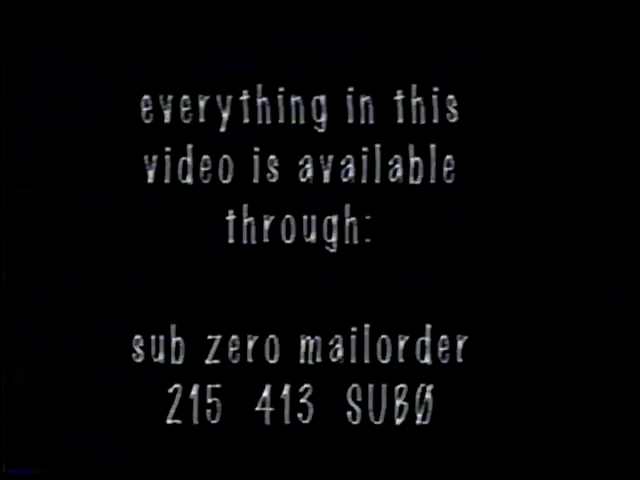 everything in this
video is available
through:
sub zero mailorder
215 413 SUBØ